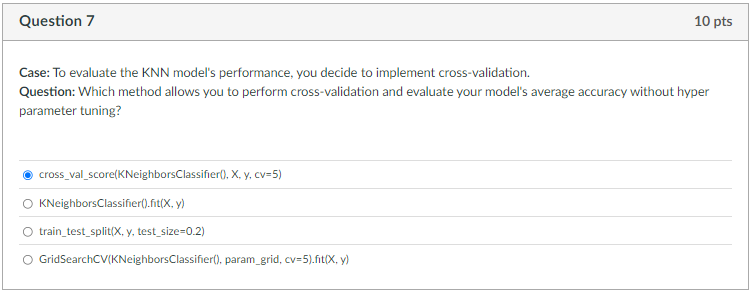 Question 7
10 pts
Case: To evaluate the KNN model's performance, you decide to implement cross-validation.
Question: Which method allows you to perform cross-validation and evaluate your model's average accuracy without hyper
parameter tuning?
cross_val_score(KNeighborsClassifier(), X, y, cv=5)
KNeighborsClassifier().fit(X, y)
train_test_split(X, y, test_size=0.2)
GridSearchCV(KNeighborsClassifier(), param_grid, cv=5).fit(X, y)